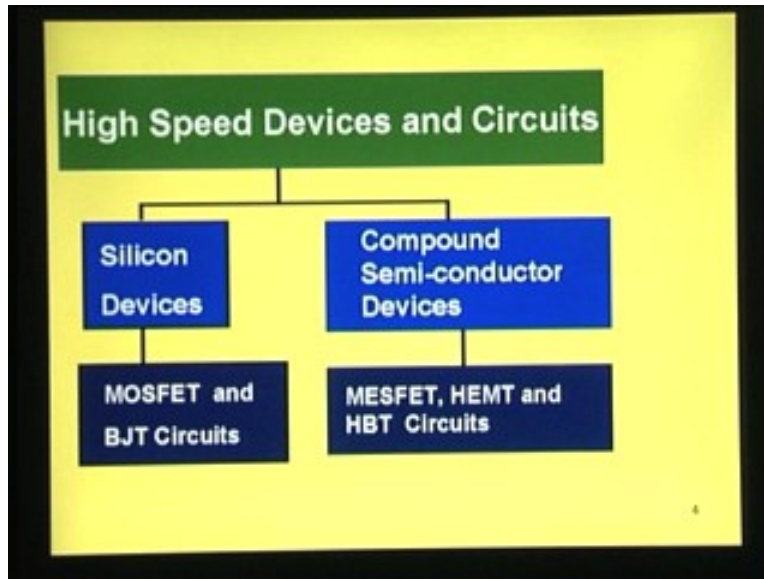 High Speed Devices and Circuits
Silicon
Devices
Compound
Semi-conductor
Devices
MOSFET and
BJT Circuits
MESFET, HEMT and
HBT Circuits
4